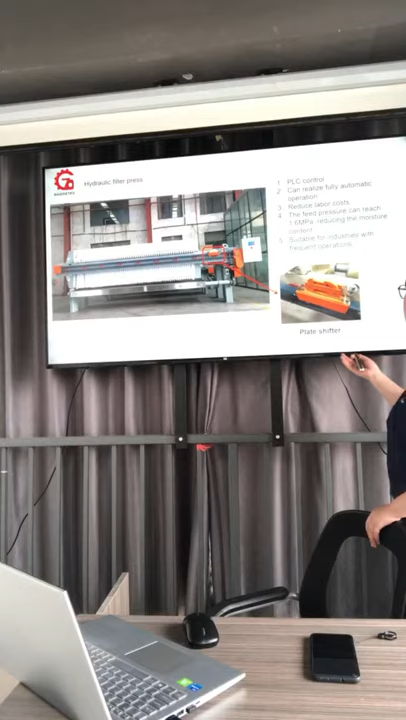 Hydraulic filter press
1 PLC control
2 Can realize fully automatic
operation
3 Reduce labor costs,
4 The feed pressure can reach
1.6MPa, reducing the moisture
content.
5 Suitable for industries with
frequent operations.
Plate shifter